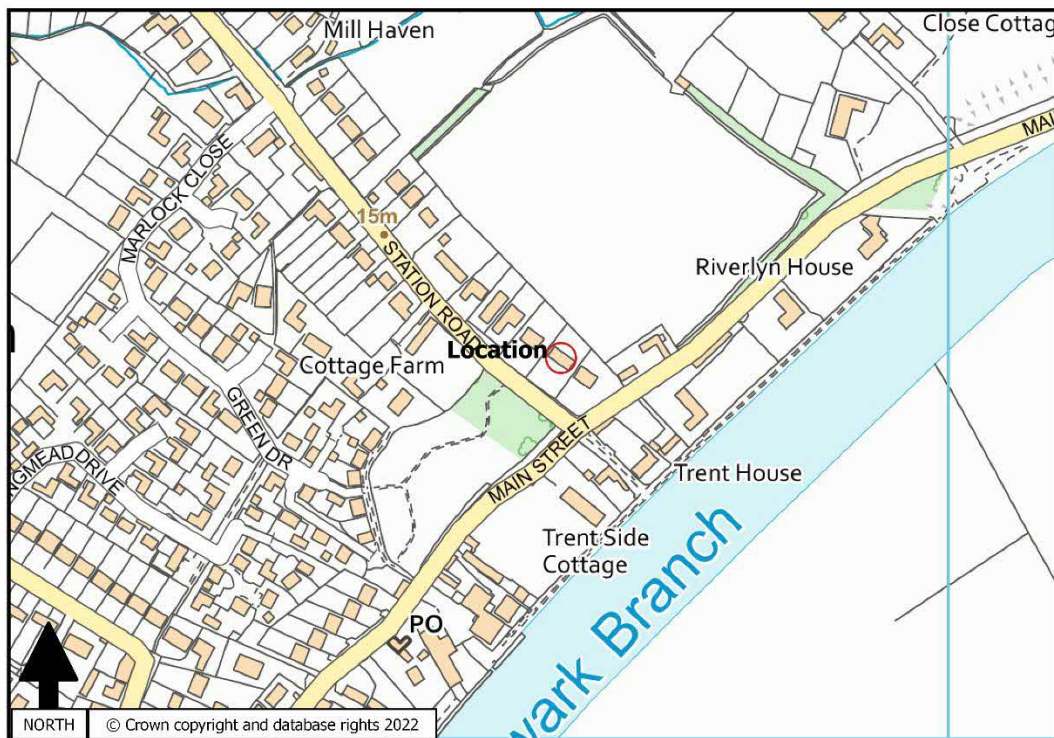 Mill Haven
Close Cottag
MARLOCK CLOSE
MAI
15m
STATION ROAD
Riverlyn House
Location
Cottage Farm
GREEN DR
MAIN STREET
NGMEAD DRIVE
Trent House
Trent Side
Cottage
wark Branch
PO
NORTH
© Crown copyright and database rights 2022